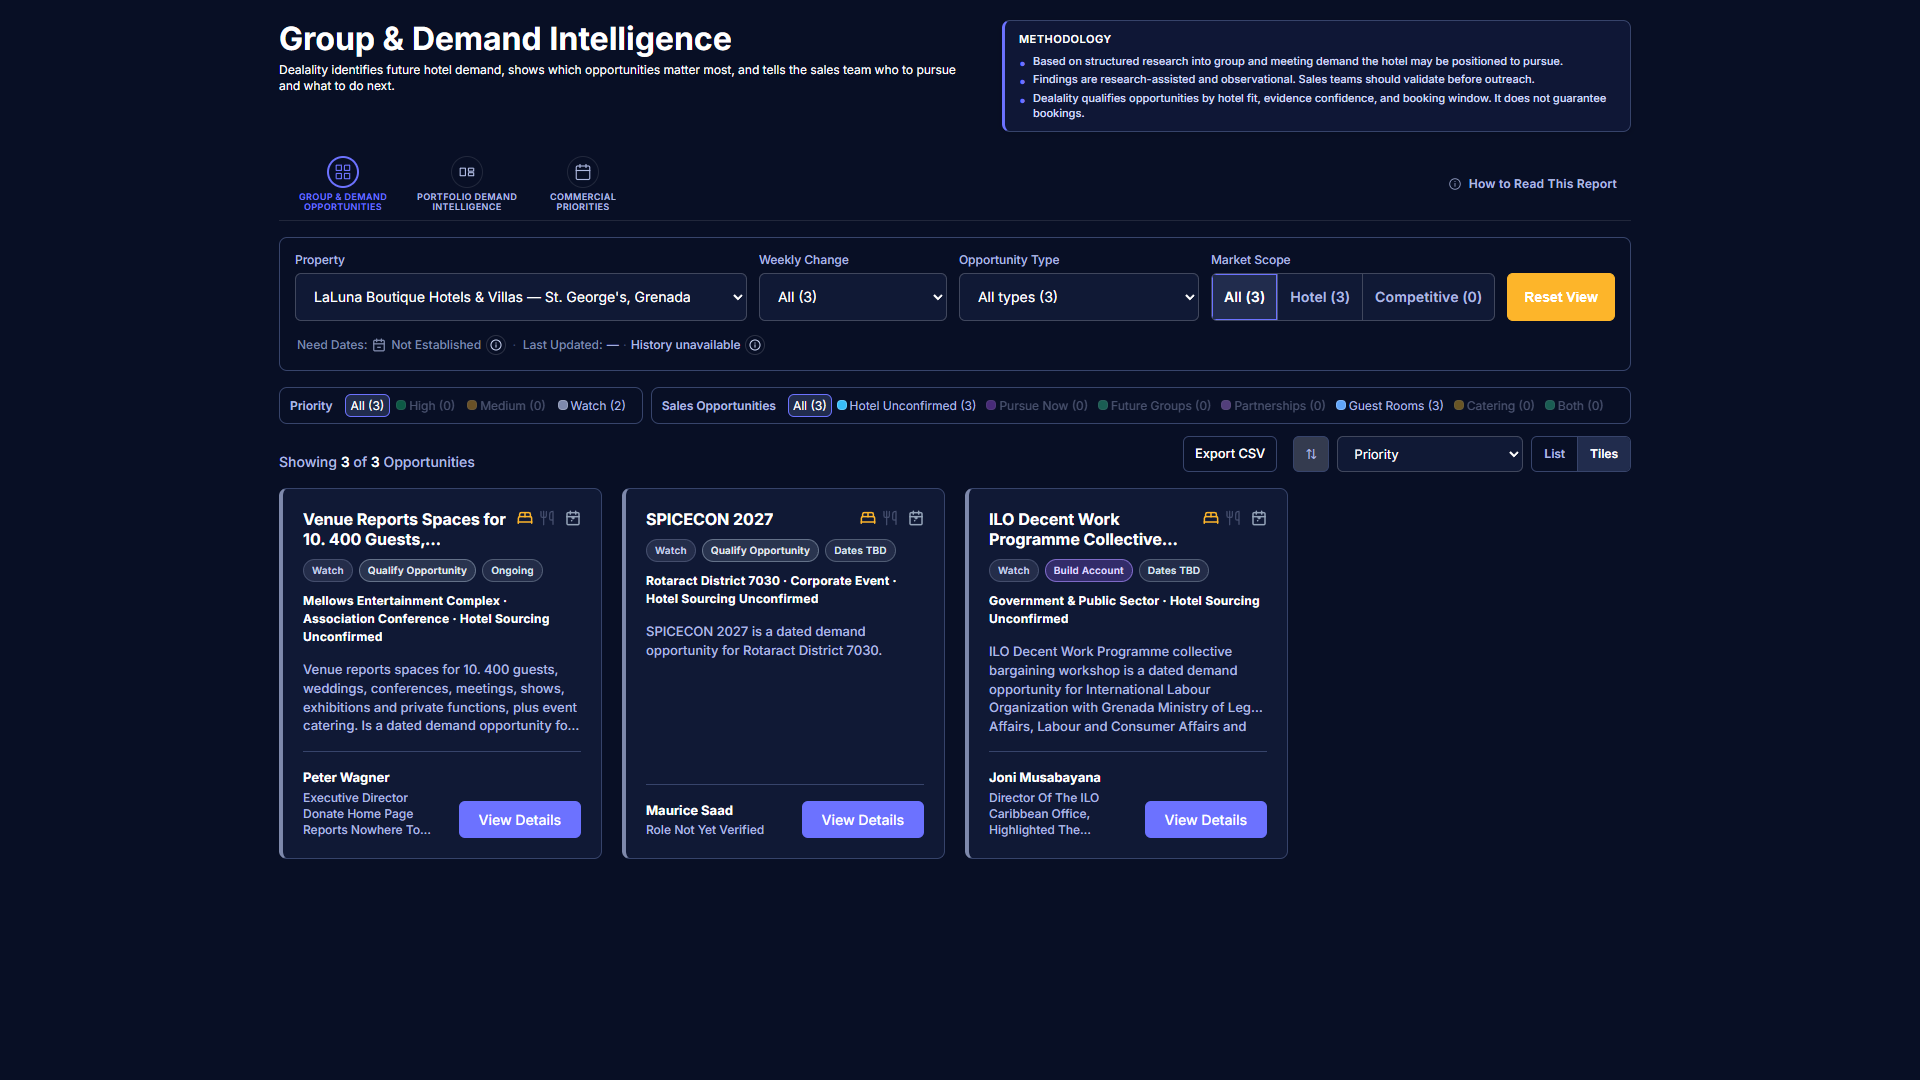 Group & Demand Intelligence
Dealality identifies future hotel demand, shows which opportunities matter most, and tells the sales team who to pursue
and what to do next.
METHODOLOGY
Based on structured research into group and meeting demand the hotel may be positioned to pursue.
Findings are research-assisted and observational. Sales teams should validate before outreach.
Dealality qualifies opportunities by hotel fit, evidence confidence, and booking window. It does not guarantee
bookings.
GROUP & DEMAND
OPPORTUNITIES
PORTFOLIO DEMAND
INTELLIGENCE
COMMERCIAL
PRIORITIES
How to Read This Report
Property
Weekly Change
Opportunity Type
Market Scope
LaLuna Boutique Hotels & Villas — St. George's, Grenada
All (3)
All types (3)
All (3)
Hotel (3)
Competitive (0)
Reset View
Need Dates: Not Established · Last Updated: — · History unavailable
Priority All (3) High (0) Medium (0) Watch (2)
Sales Opportunities All (3) Hotel Unconfirmed (3) Pursue Now (0) Future Groups (0) Partnerships (0) Guest Rooms (3) Catering (0) Both (0)
Showing 3 of 3 Opportunities
Export CSV
Priority
List
Tiles
Venue Reports Spaces for
10. 400 Guests,...
Watch
Qualify Opportunity
Ongoing
Mellows Entertainment Complex ·
Association Conference · Hotel Sourcing
Unconfirmed
Venue reports spaces for 10. 400 guests,
weddings, conferences, meetings, shows,
exhibitions and private functions, plus event
catering. Is a dated demand opportunity fo...
Peter Wagner
Executive Director
Donate Home Page
Reports Nowhere To...
View Details
SPICECON 2027
Watch
Qualify Opportunity
Dates TBD
Rotaract District 7030 · Corporate Event ·
Hotel Sourcing Unconfirmed
SPICECON 2027 is a dated demand
opportunity for Rotaract District 7030.
Maurice Saad
Role Not Yet Verified
View Details
ILO Decent Work
Programme Collective...
Watch
Build Account
Dates TBD
Government & Public Sector · Hotel Sourcing
Unconfirmed
ILO Decent Work Programme collective
bargaining workshop is a dated demand
opportunity for International Labour
Organization with Grenada Ministry of Leg...
Affairs, Labour and Consumer Affairs and
Joni Musabayana
Director Of The ILO
Caribbean Office,
Highlighted The...
View Details